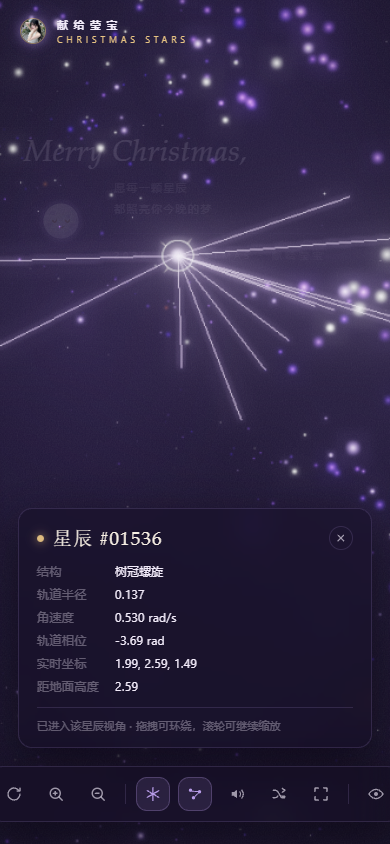 献给莹宝
CHRISTMAS STARS
Merry Christmas,
愿每一颗星辰
都照亮你今晚的梦
星辰 #01536
结构 树冠螺旋
轨道半径 0.137
角速度 0.530 rad/s
轨道相位 -3.69 rad
实时坐标 1.99, 2.59, 1.49
距地面高度 2.59
已进入该星辰视角 · 拖拽可环绕，滚轮可继续缩放